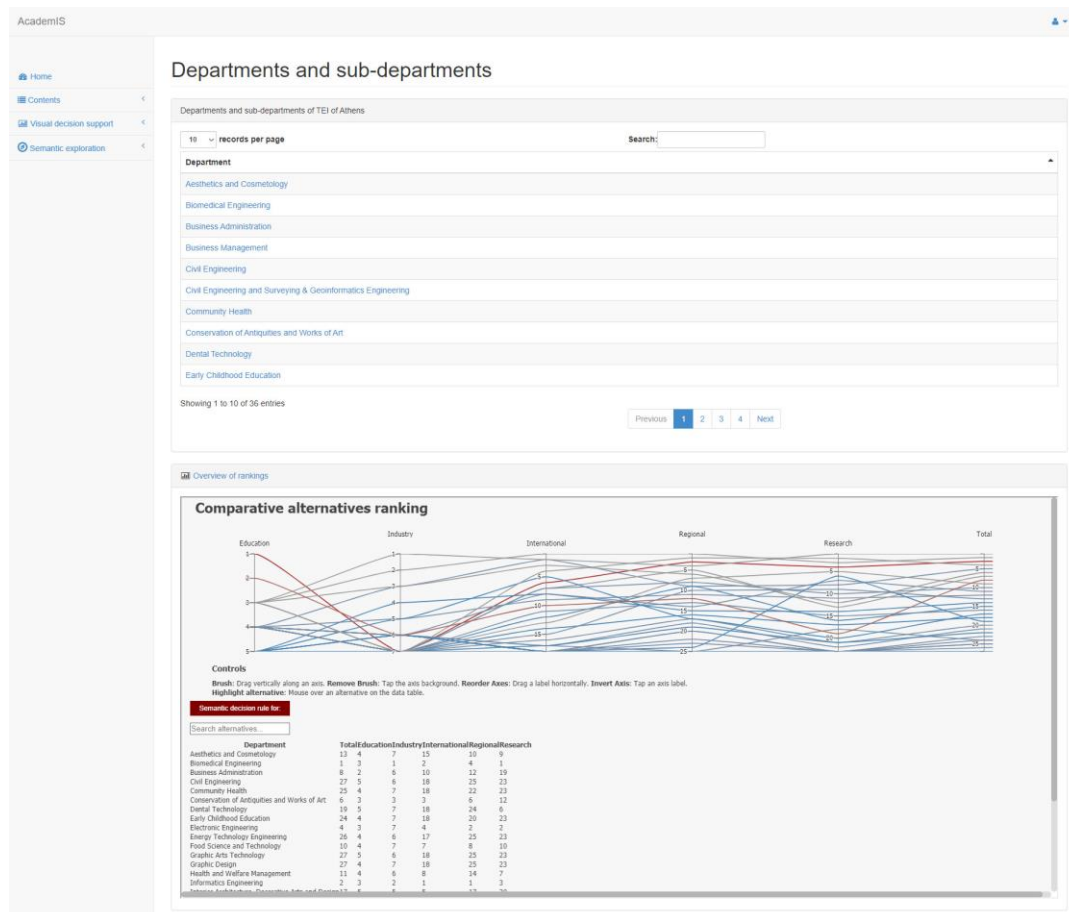 AcademIS
Home
Contents
Visual decision support
Semantic exploration
Departments and sub-departments
Departments and sub-departments of TEI of Athens
10 records per page Search:
Department
Aesthetics and Cosmetology
Biomedical Engineering
Business Administration
Business Management
Civil Engineering
Civil Engineering and Surveying & Geoinformatics Engineering
Community Health
Conservation of Antiquities and Works of Art
Dental Technology
Early Childhood Education
Showing 1 to 10 of 36 entries
Previous 1 2 3 4 Next
Overview of rankings
Comparative alternatives ranking
Education Industry International Regional Research Total
Controls
Brush: Drag vertically along an axis. Remove Brush: Tap the axis background. Reorder Axes: Drag a label horizontally. Invert Axis: Tap an axis label.
Highlight alternative: Mouse over an alternative on the data table.
Semantic decision rule for:
Search alternatives...
Department Total Education Industry International Regional Research
Aesthetics and Cosmetology 13 4 7 15 10 9
Biomedical Engineering 1 3 1 2 4 1
Business Administration 8 2 6 10 12 19
Civil Engineering 27 5 6 18 25 23
Community Health 25 4 7 18 22 23
Conservation of Antiquities and Works of Art 6 3 3 3 6 12
Dental Technology 19 5 7 18 24 6
Early Childhood Education 24 4 7 18 20 23
Electronic Engineering 4 3 7 4 2 2
Energy Technology Engineering 26 4 6 17 25 23
Food Science and Technology 10 4 7 7 8 10
Graphic Arts Technology 27 5 6 18 25 23
Graphic Design 27 4 7 18 25 23
Health and Welfare Management 11 4 6 8 14 7
Informatics Engineering 2 3 2 1 1 3